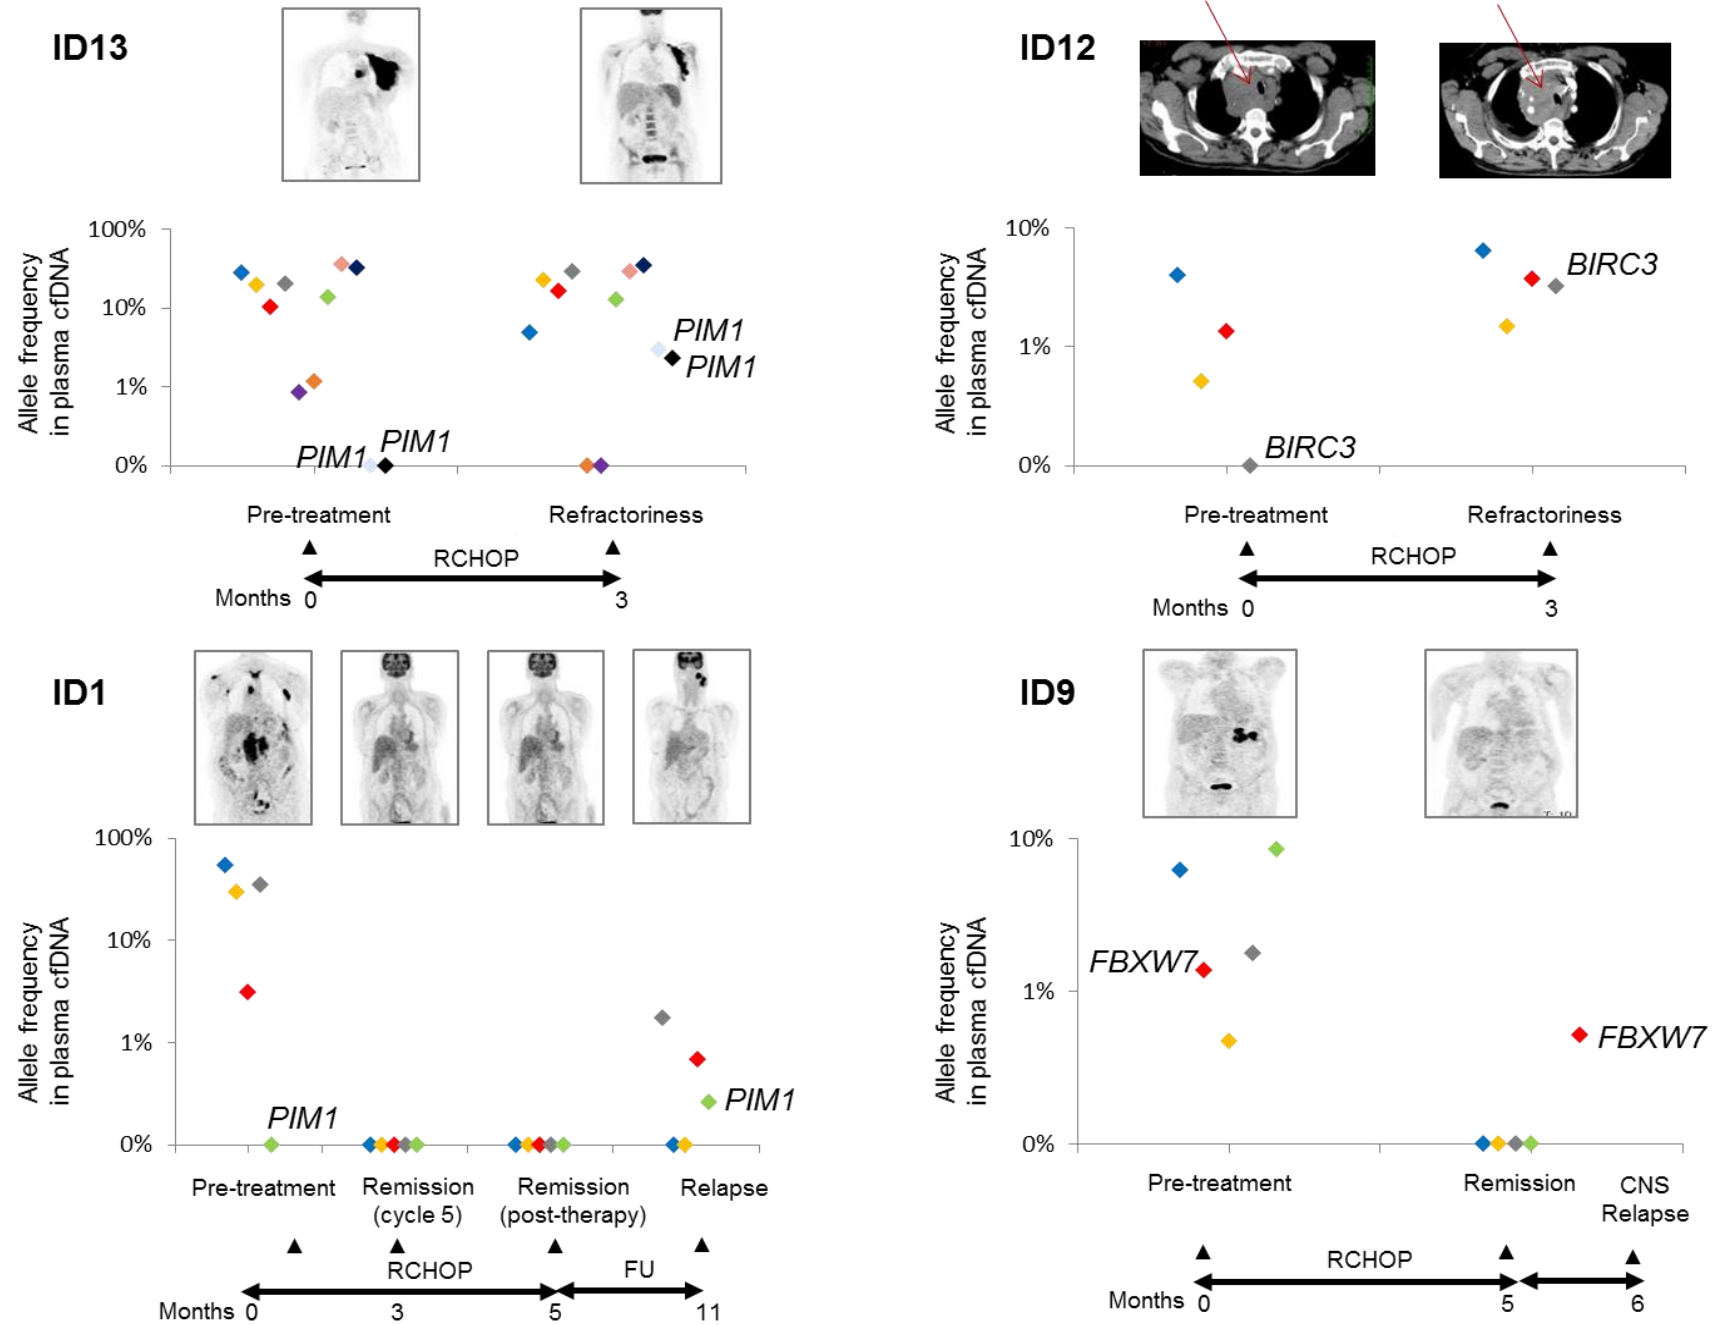 ID13
100%
10%
1%
0%
Allele frequency
in plasma cfDNA
PIM1
PIM1
PIM1
PIM1
Pre-treatment
Refractoriness
RCHOP
Months 0 3
ID12
10%
1%
0%
Allele frequency
in plasma cfDNA
BIRC3
BIRC3
Pre-treatment
Refractoriness
RCHOP
Months 0 3
ID1
100%
10%
1%
0%
Allele frequency
in plasma cfDNA
PIM1
PIM1
Pre-treatment
Remission
(cycle 5)
Remission
(post-therapy)
Relapse
RCHOP
FU
Months 0 3 5 11
ID9
10%
1%
0%
Allele frequency
in plasma cfDNA
FBXW7
FBXW7
Pre-treatment
Remission
CNS
Relapse
RCHOP
Months 0 5 6